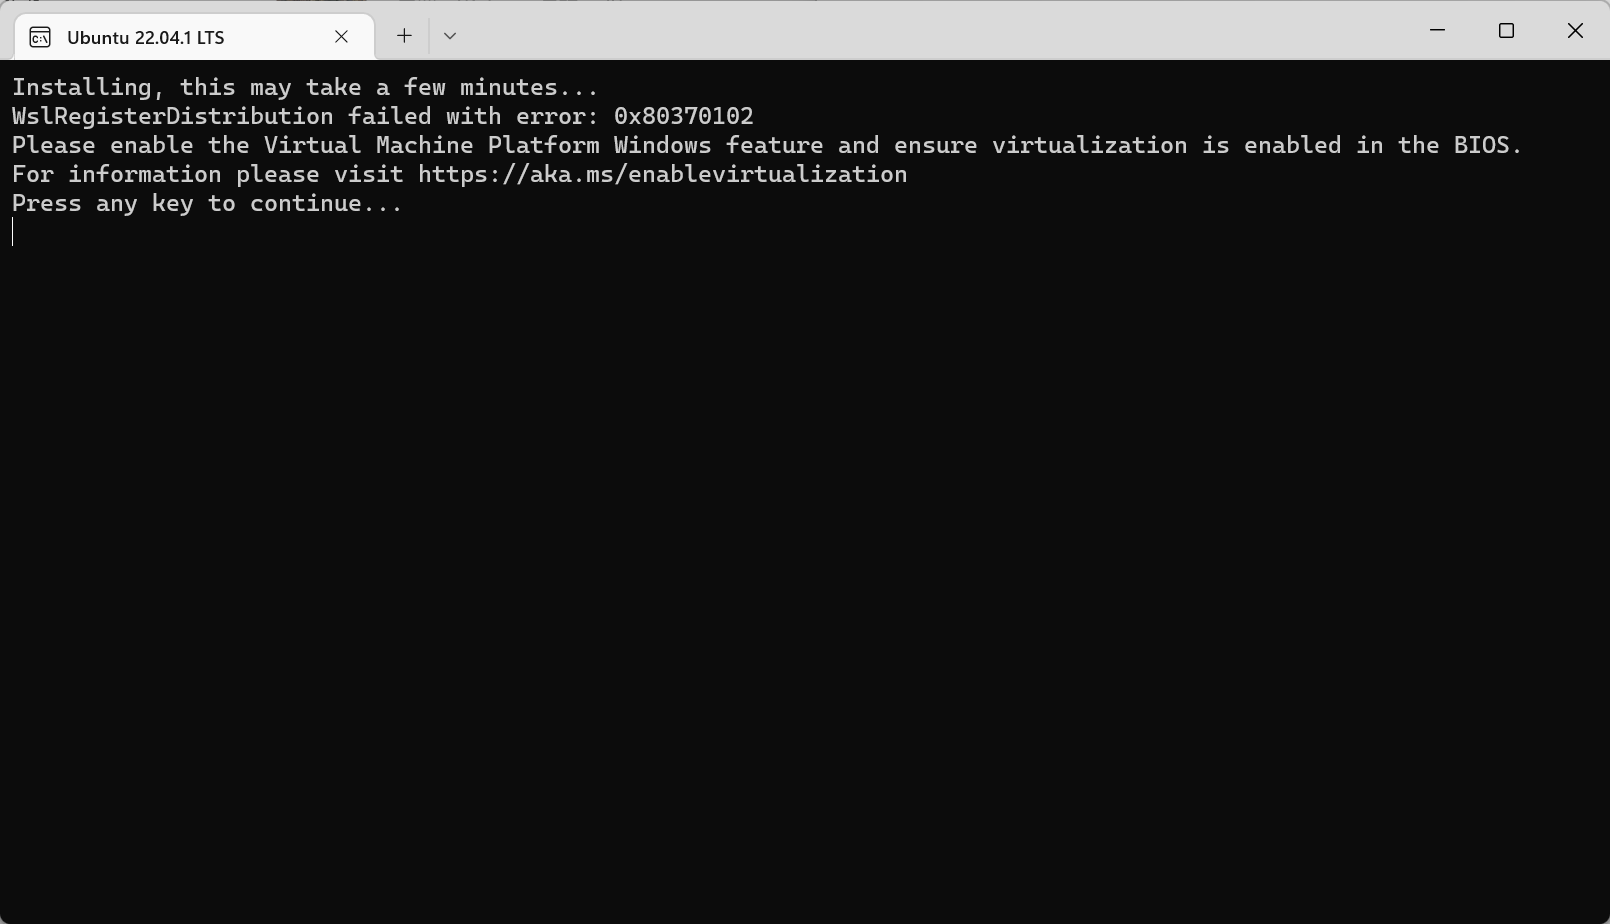 Ubuntu 22.04.1 LTS
Installing, this may take a few minutes...
WslRegisterDistribution failed with error: 0x80370102
Please enable the Virtual Machine Platform Windows feature and ensure virtualization is enabled in the BIOS.
For information please visit https://aka.ms/enablevirtualization
Press any key to continue...